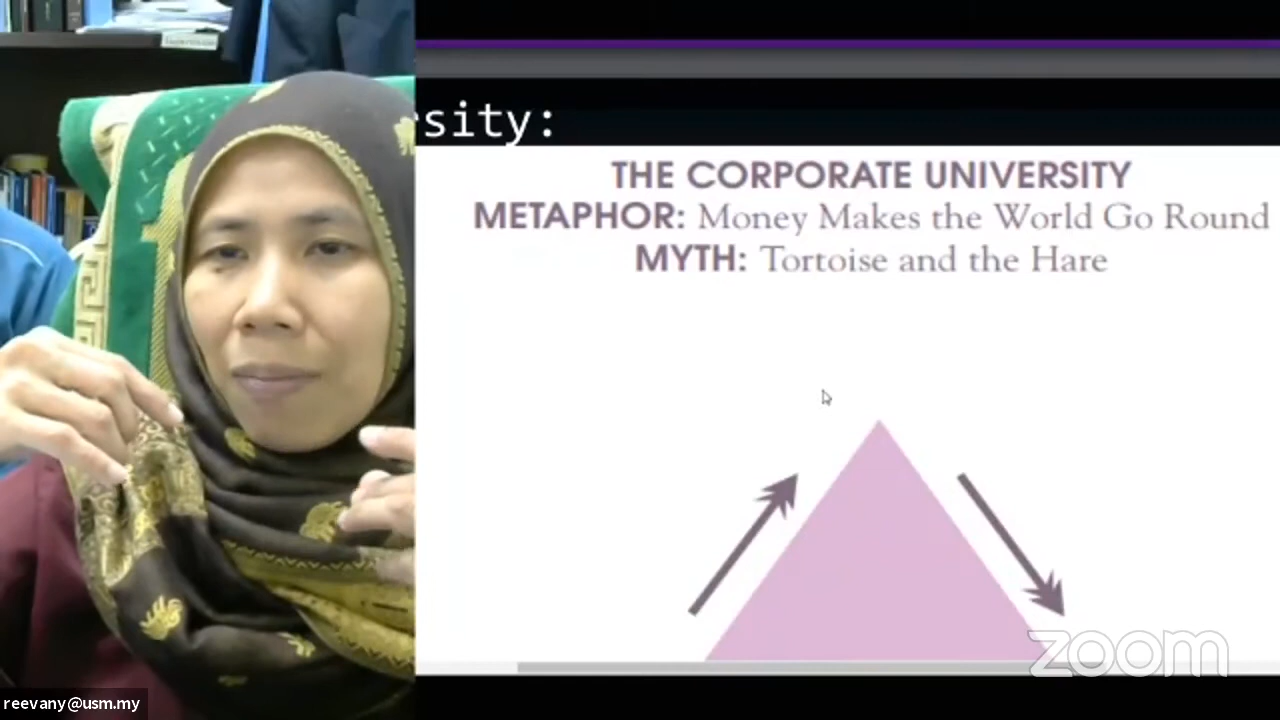 sity:
THE CORPORATE UNIVERSITY
METAPHOR: Money Makes the World Go Round
MYTH: Tortoise and the Hare
zoom
reevany@usm.my